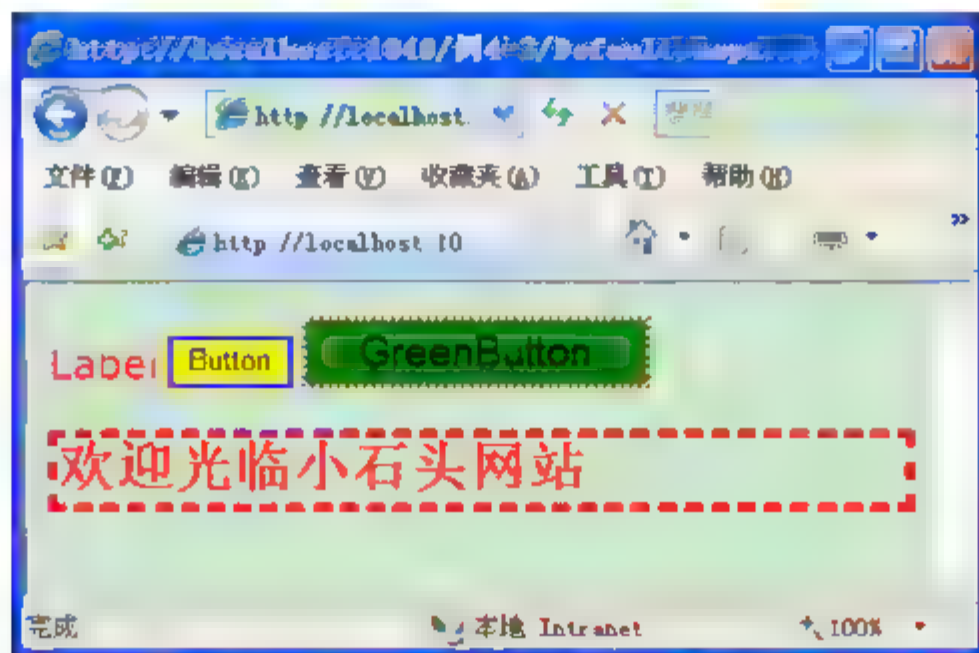 http //localhost
文件(F) 编辑(E) 查看(V) 收藏夹(A) 工具(T) 帮助(H)
http //localhost 10
Label Button GreenButton
欢迎光临小石头网站
完成 本地 Intranet 100%